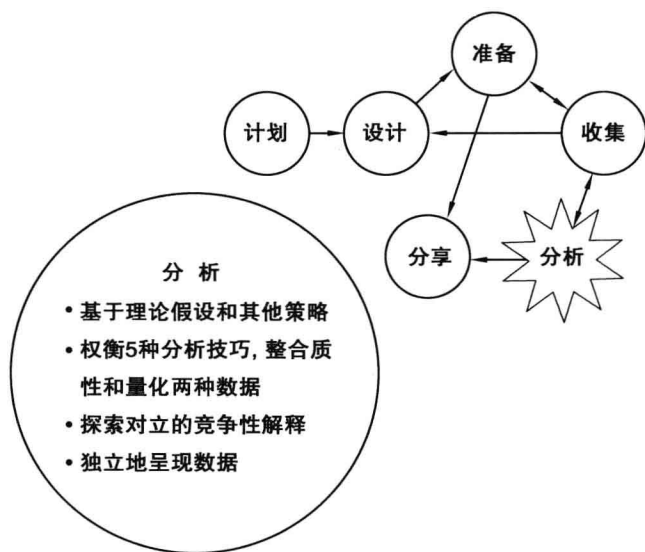 准备
计划
设计
收集
分享
分析
分 析
• 基于理论假设和其他策略
• 权衡5种分析技巧, 整合质
性和量化两种数据
• 探索对立的竞争性解释
• 独立地呈现数据